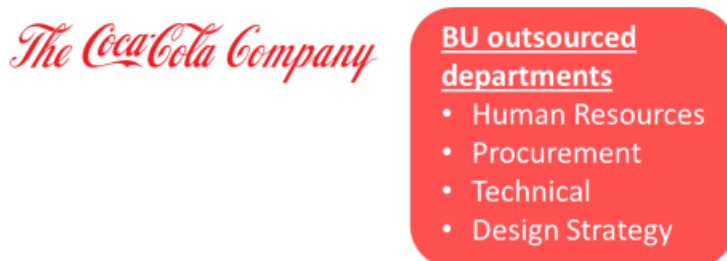 The Coca-Cola Company
BU outsourced
departments
• Human Resources
• Procurement
• Technical
• Design Strategy